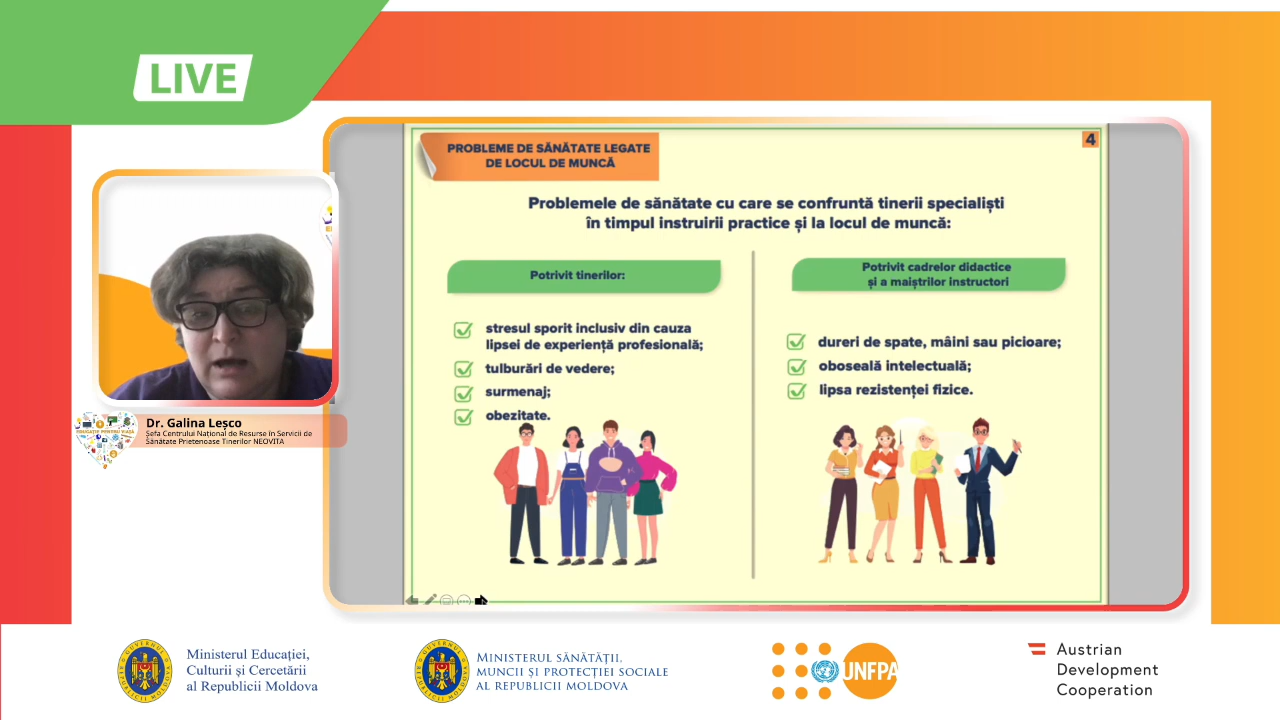 LIVE
PROBLEME DE SĂNĂTATE LEGATE
DE LOCUL DE MUNCĂ
4
Problemele de sănătate cu care se confruntă tinerii specialiști
în timpul instruirii practice și la locul de muncă:
Potrivit tinerilor:
stresul sporit inclusiv din cauza
lipsei de experiență profesională;
tulburări de vedere;
surmenaj;
obezitate.
Potrivit cadrelor didactice
și a maiștrilor instructori
dureri de spate, mâini sau picioare;
oboseală intelectuală;
lipsa rezistenței fizice.
EDUCAȚIE PENTRU VIAȚĂ
Dr. Galina Leșco
Șefa Centrului Național de Resurse în Servicii de
Sănătate Prietenoase Tinerilor NEOVITA
Ministerul Educației,
Culturii și Cercetării
al Republicii Moldova
MINISTERUL SĂNĂTĂȚII,
MUNCII ȘI PROTECȚIEI SOCIALE
AL REPUBLICII MOLDOVA
UNFPA
Austrian
Development
Cooperation